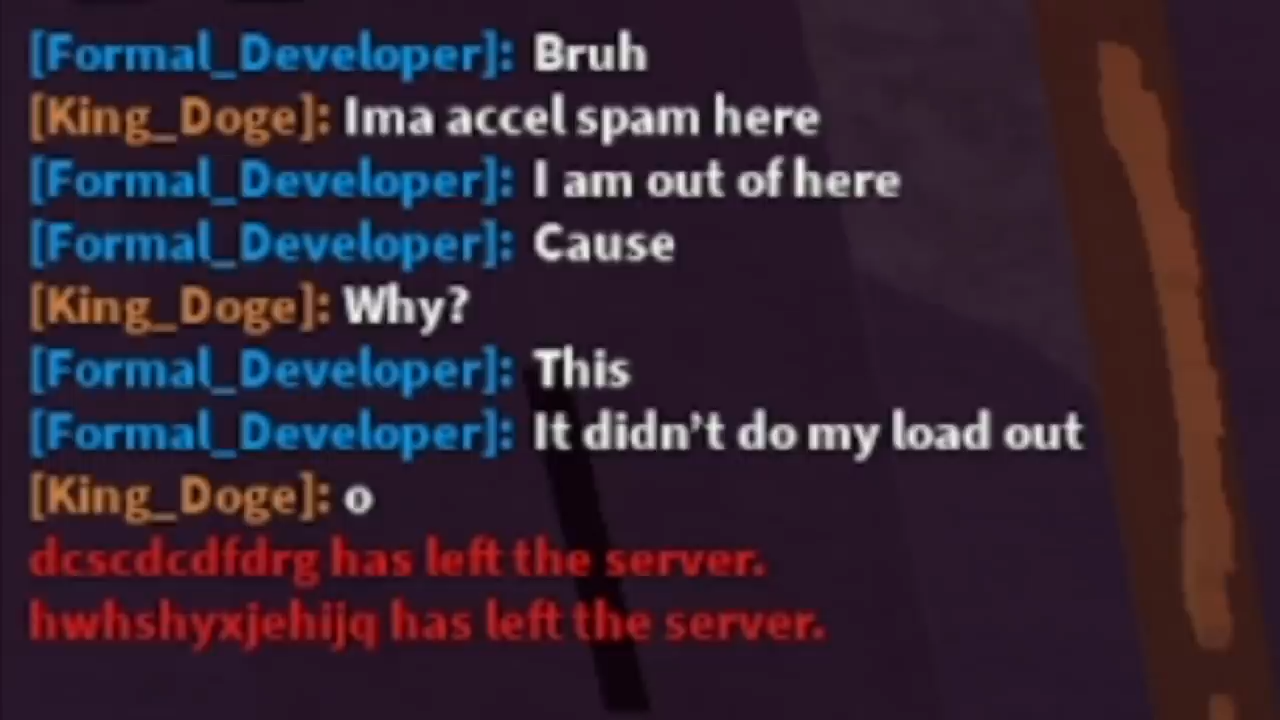 [Formal_Developer]: Bruh
[King_Doge]: Ima accel spam here
[Formal_Developer]: I am out of here
[Formal_Developer]: Cause
[King_Doge]: Why?
[Formal_Developer]: This
[Formal_Developer]: It didn’t do my load out
[King_Doge]: o
dcscdcdfdrg has left the server.
hwhshyxjehijq has left the server.